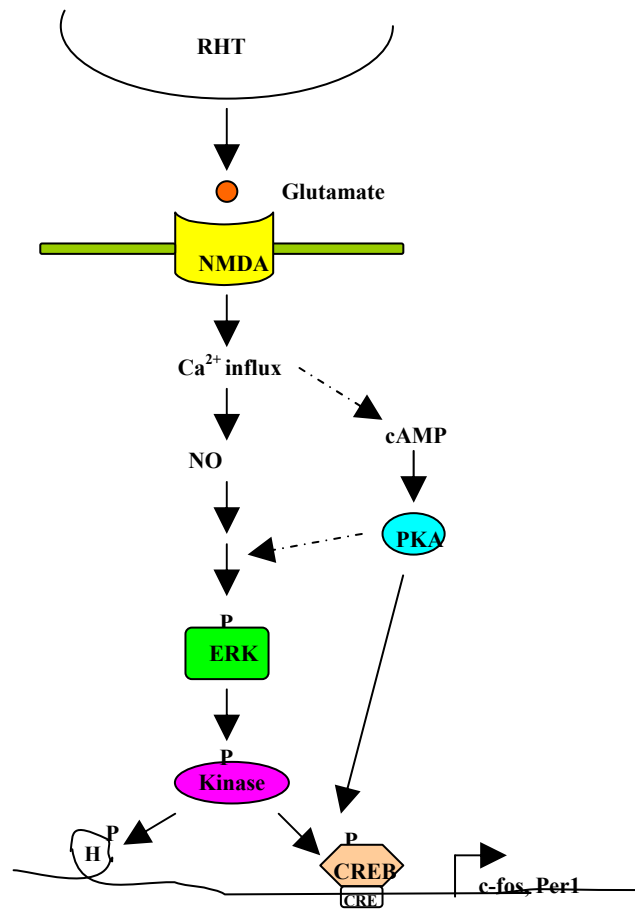 RHT
Glutamate
NMDA
Ca²⁺ influx
cAMP
NO
PKA
P
ERK
P
Kinase
P
H
P
CREB
CRE
c-fos, Per1